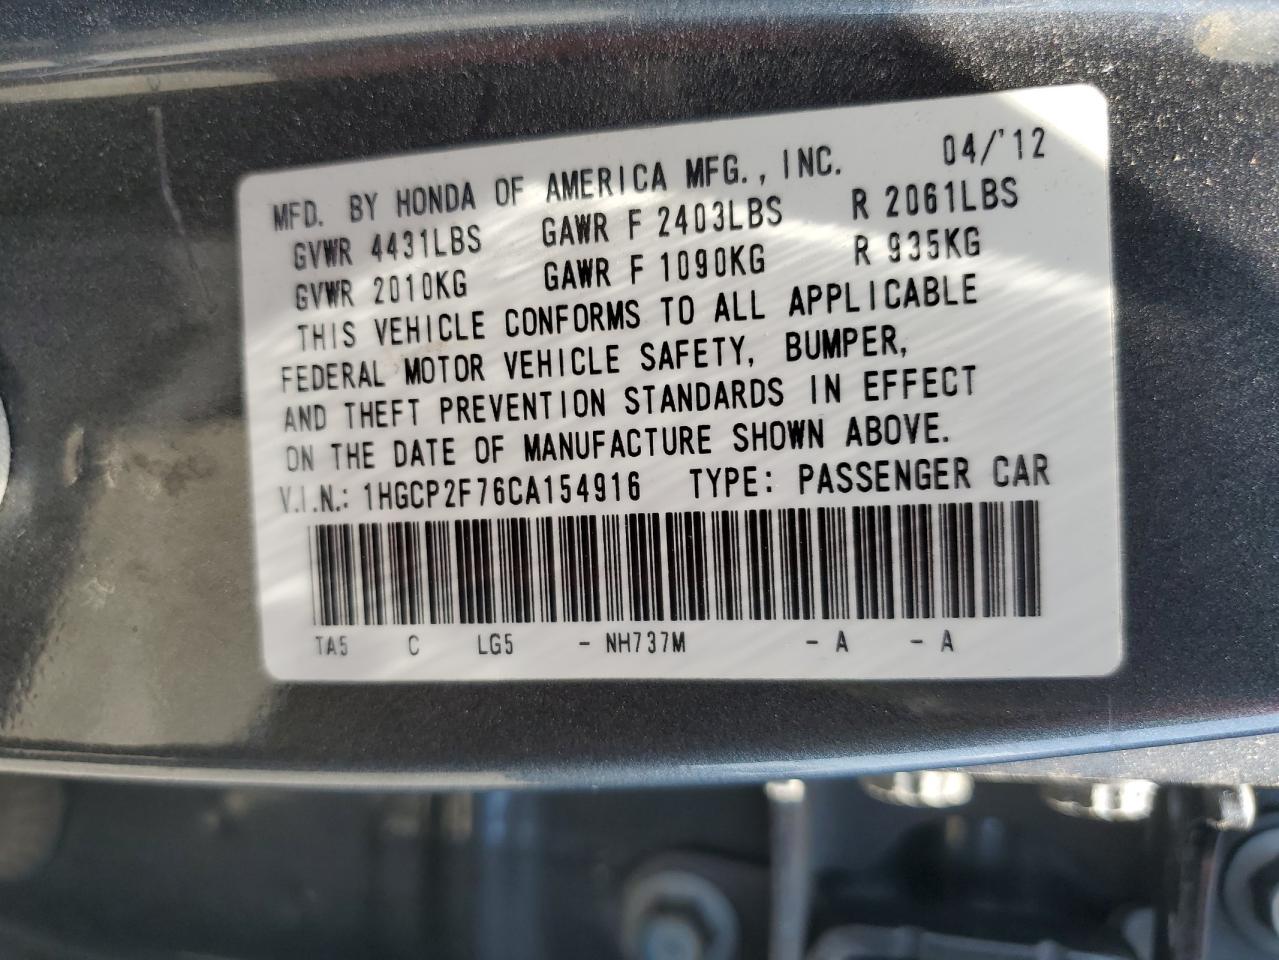 MFD. BY HONDA OF AMERICA MFG., INC. 04/'12
GVWR 4431LBS GAWR F 2403LBS R 2061LBS
GVWR 2010KG GAWR F 1090KG R 935KG
THIS VEHICLE CONFORMS TO ALL APPLICABLE
FEDERAL MOTOR VEHICLE SAFETY, BUMPER,
AND THEFT PREVENTION STANDARDS IN EFFECT
ON THE DATE OF MANUFACTURE SHOWN ABOVE.
V.I.N.: 1HGCP2F76CA154916 TYPE: PASSENGER CAR
TA5 C LG5 - NH737M - A - A